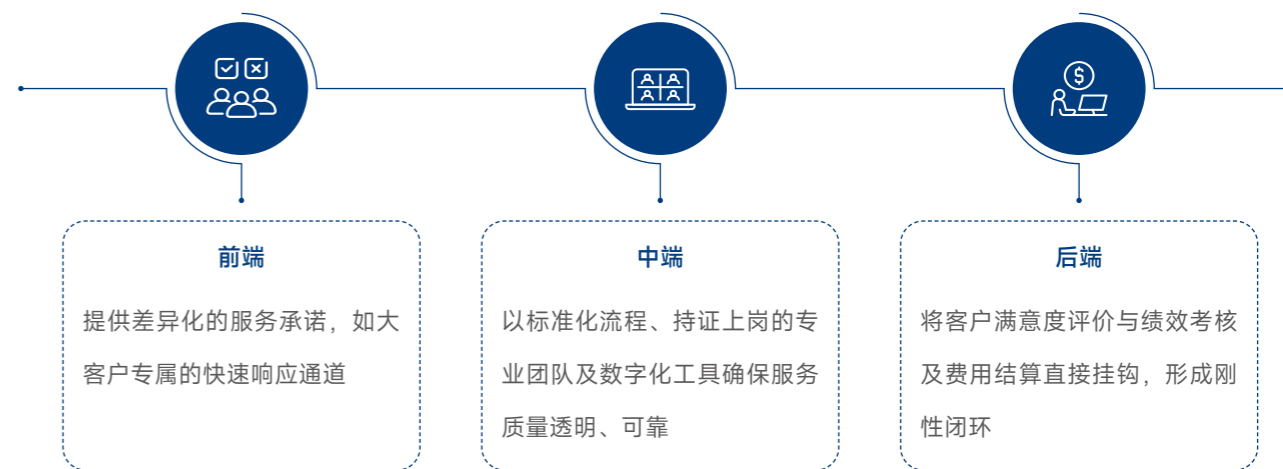 前端
提供差异化的服务承诺，如大
客户专属的快速响应通道
中端
以标准化流程、持证上岗的专
业团队及数字化工具确保服务
质量透明、可靠
后端
将客户满意度评价与绩效考核
及费用结算直接挂钩，形成刚
性闭环